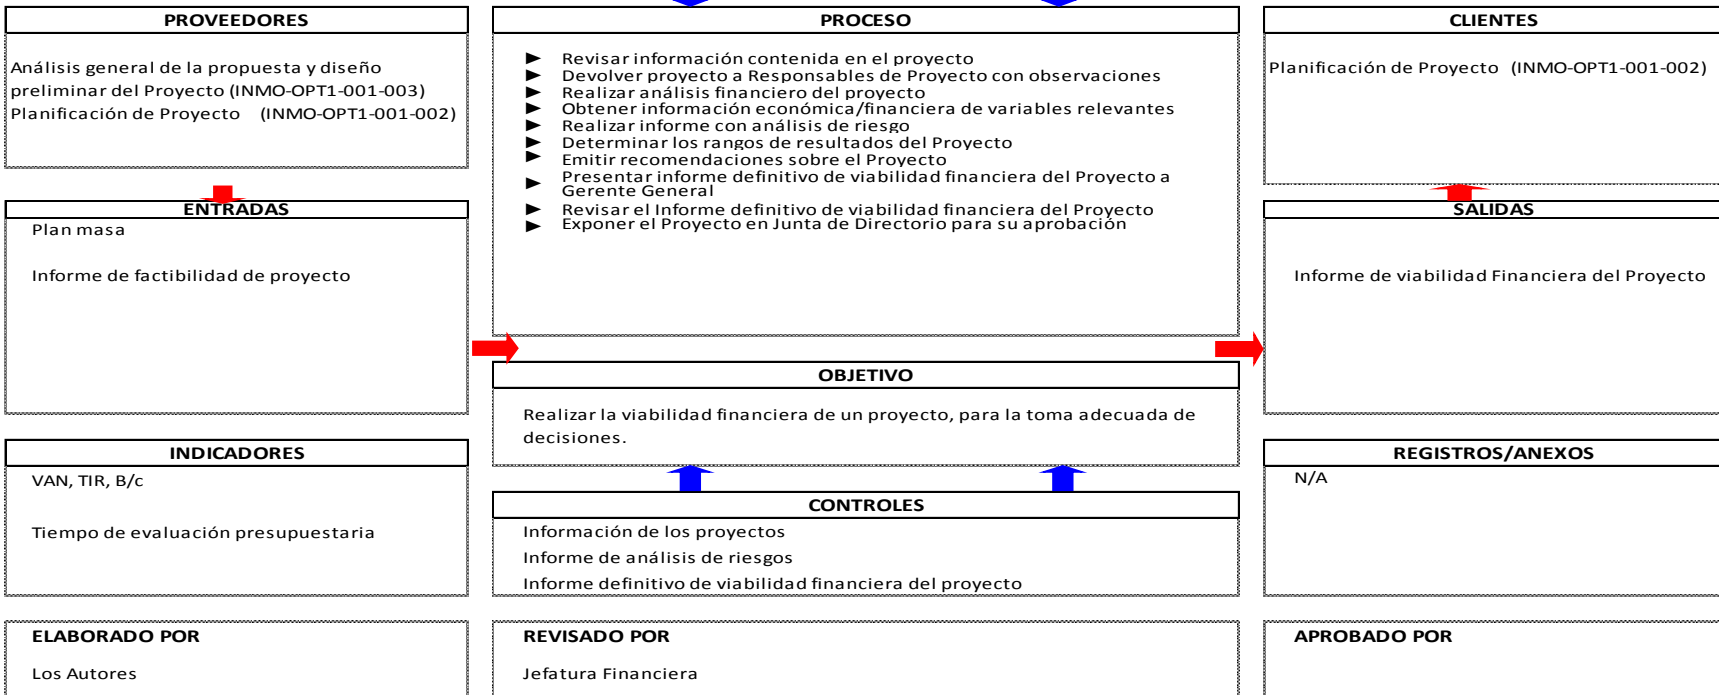 PROVEEDORES
Análisis general de la propuesta y diseño
preliminar del Proyecto (INMO-OPT1-001-003)
Planificación de Proyecto (INMO-OPT1-001-002)
PROCESO
► Revisar información contenida en el proyecto
► Devolver proyecto a Responsables de Proyecto con observaciones
► Realizar análisis financiero del proyecto
► Obtener información económica/financiera de variables relevantes
► Realizar informe con análisis de riesgo
► Determinar los rangos de resultados del Proyecto
► Emitir recomendaciones sobre el Proyecto
► Presentar informe definitivo de viabilidad financiera del Proyecto a
Gerente General
► Revisar el Informe definitivo de viabilidad financiera del Proyecto
► Exponer el Proyecto en Junta de Directorio para su aprobación
CLIENTES
Planificación de Proyecto (INMO-OPT1-001-002)
ENTRADAS
Plan masa
Informe de factibilidad de proyecto
SALIDAS
Informe de viabilidad Financiera del Proyecto
OBJETIVO
Realizar la viabilidad financiera de un proyecto, para la toma adecuada de
decisiones.
INDICADORES
VAN, TIR, B/c
Tiempo de evaluación presupuestaria
CONTROLES
Información de los proyectos
Informe de análisis de riesgos
Informe definitivo de viabilidad financiera del proyecto
REGISTROS/ANEXOS
N/A
ELABORADO POR
Los Autores
REVISADO POR
Jefatura Financiera
APROBADO POR